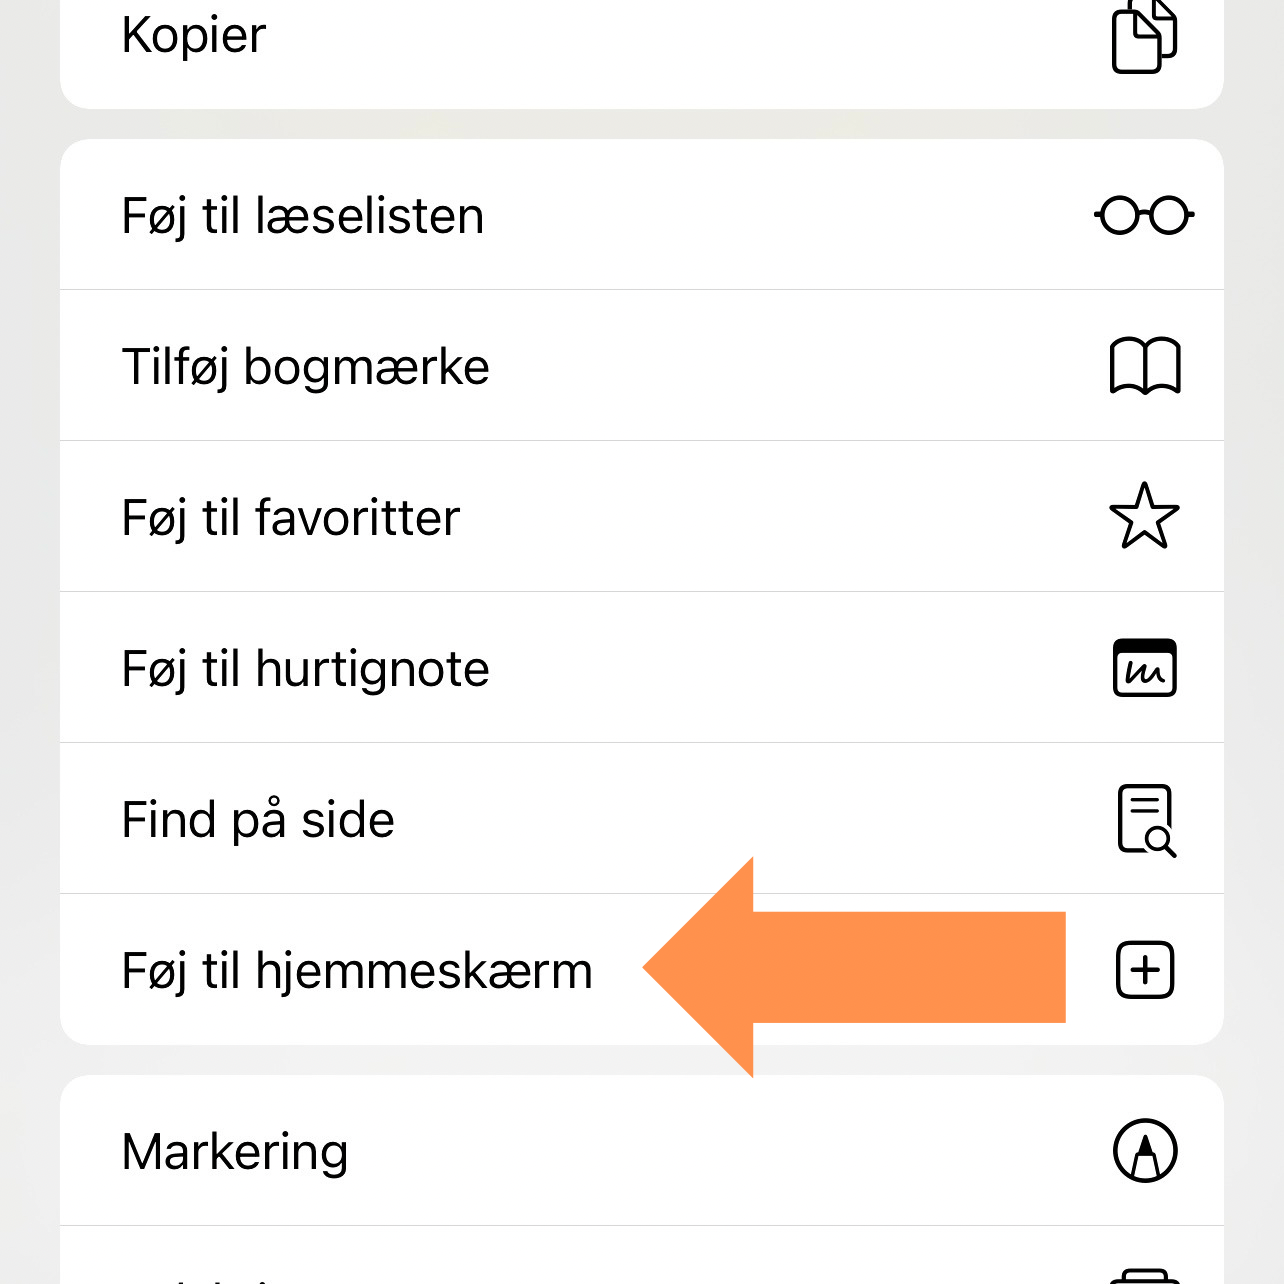 Kopier
Føj til læselisten
Tilføj bogmærke
Føj til favoritter
Føj til hurtignote
Find på side
Føj til hjemmeskærm
Markering